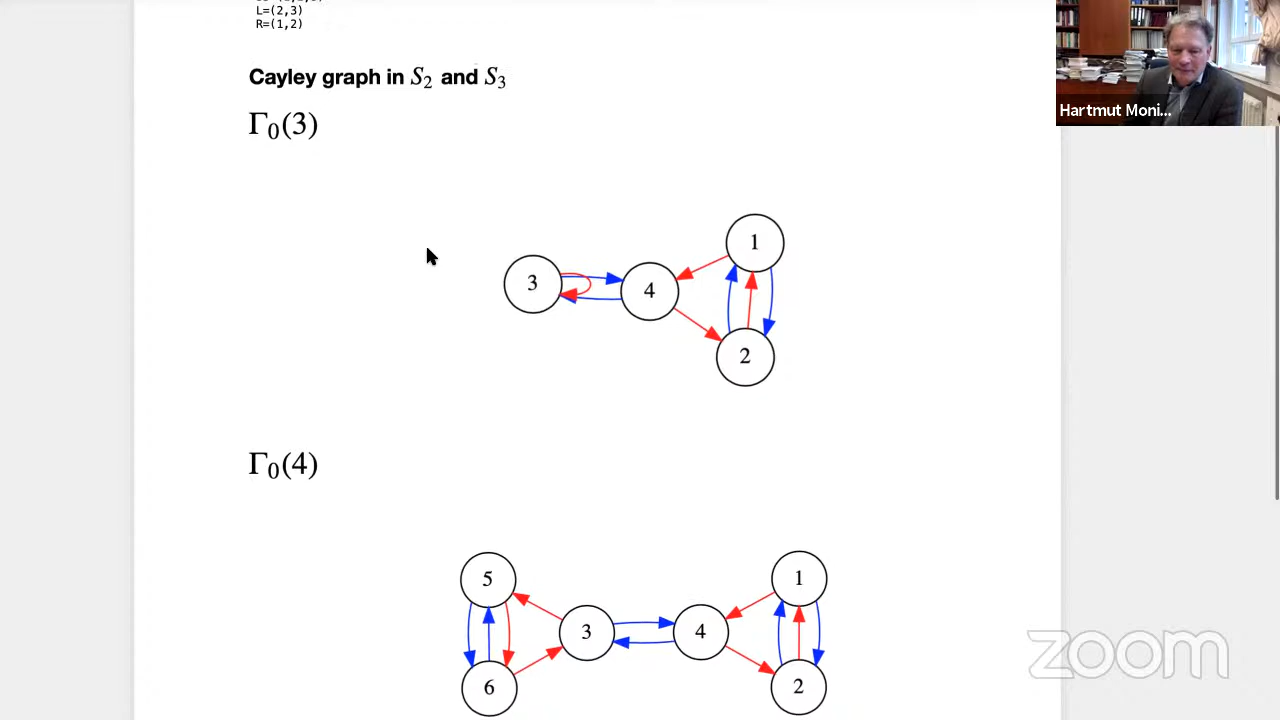 L=(2,3)
R=(1,2)
Cayley graph in S₂ and S₃
Γ₀(3)
1
3
4
2
Γ₀(4)
5
1
3
4
6
2
Hartmut Moni...
zoom